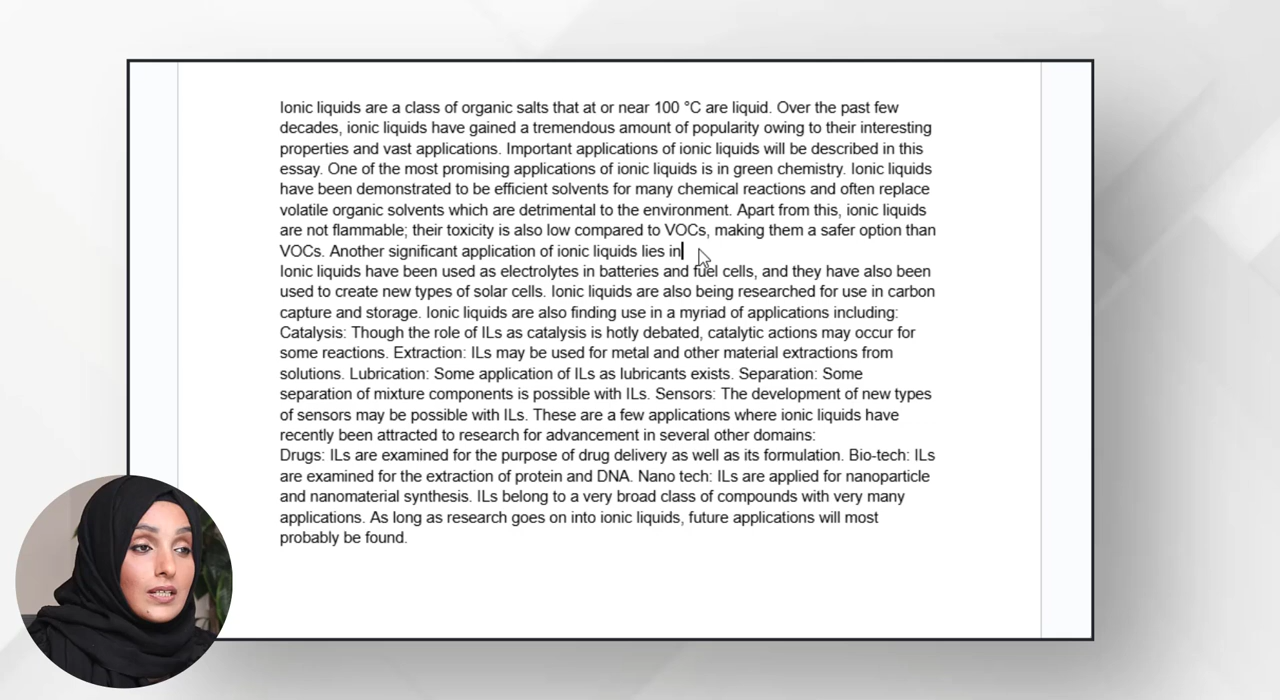 Ionic liquids are a class of organic salts that at or near 100 °C are liquid. Over the past few
decades, ionic liquids have gained a tremendous amount of popularity owing to their interesting
properties and vast applications. Important applications of ionic liquids will be described in this
essay. One of the most promising applications of ionic liquids is in green chemistry. Ionic liquids
have been demonstrated to be efficient solvents for many chemical reactions and often replace
volatile organic solvents which are detrimental to the environment. Apart from this, ionic liquids
are not flammable; their toxicity is also low compared to VOCs, making them a safer option than
VOCs. Another significant application of ionic liquids lies in
Ionic liquids have been used as electrolytes in batteries and fuel cells, and they have also been
used to create new types of solar cells. Ionic liquids are also being researched for use in carbon
capture and storage. Ionic liquids are also finding use in a myriad of applications including:
Catalysis: Though the role of ILs as catalysis is hotly debated, catalytic actions may occur for
some reactions. Extraction: ILs may be used for metal and other material extractions from
solutions. Lubrication: Some application of ILs as lubricants exists. Separation: Some
separation of mixture components is possible with ILs. Sensors: The development of new types
of sensors may be possible with ILs. These are a few applications where ionic liquids have
recently been attracted to research for advancement in several other domains:
Drugs: ILs are examined for the purpose of drug delivery as well as its formulation. Bio-tech: ILs
are examined for the extraction of protein and DNA. Nano tech: ILs are applied for nanoparticle
and nanomaterial synthesis. ILs belong to a very broad class of compounds with very many
applications. As long as research goes on into ionic liquids, future applications will most
probably be found.